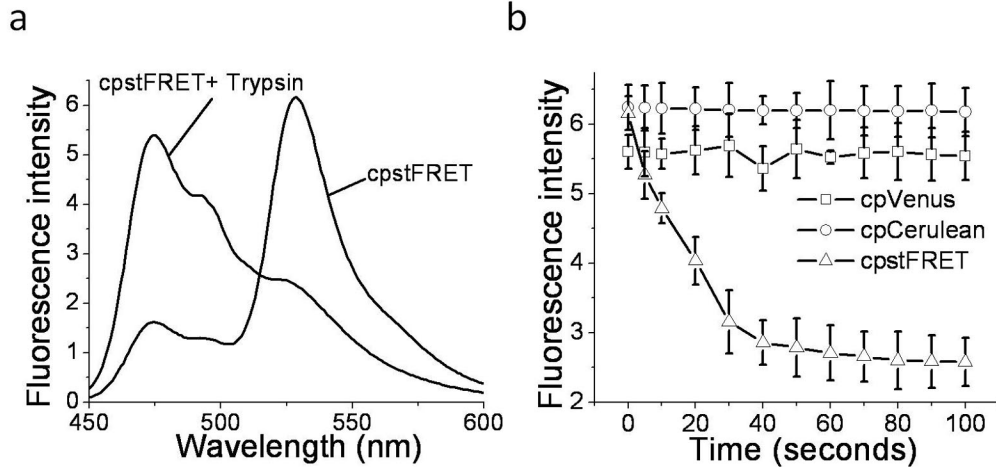 a
cpstFRET+ Trypsin
cpstFRET
Fluorescence intensity
6
5
4
3
2
1
0
450
500
550
600
Wavelength (nm)
b
Fluorescence intensity
6
5
4
3
2
cpVenus
cpCerulean
cpstFRET
0
20
40
60
80
100
Time (seconds)